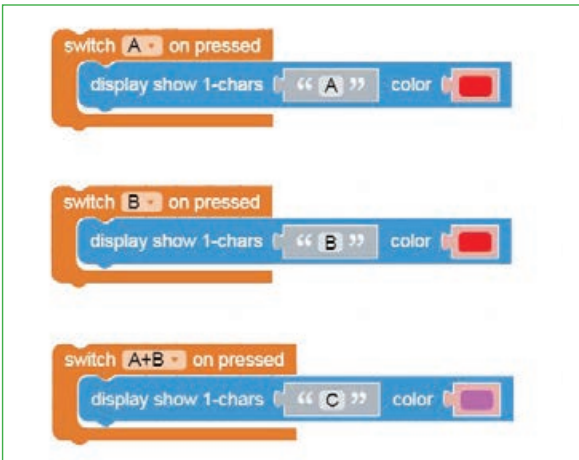 switch A on pressed
display show 1-chars “ A ” color
switch B on pressed
display show 1-chars “ B ” color
switch A+B on pressed
display show 1-chars “ C ” color